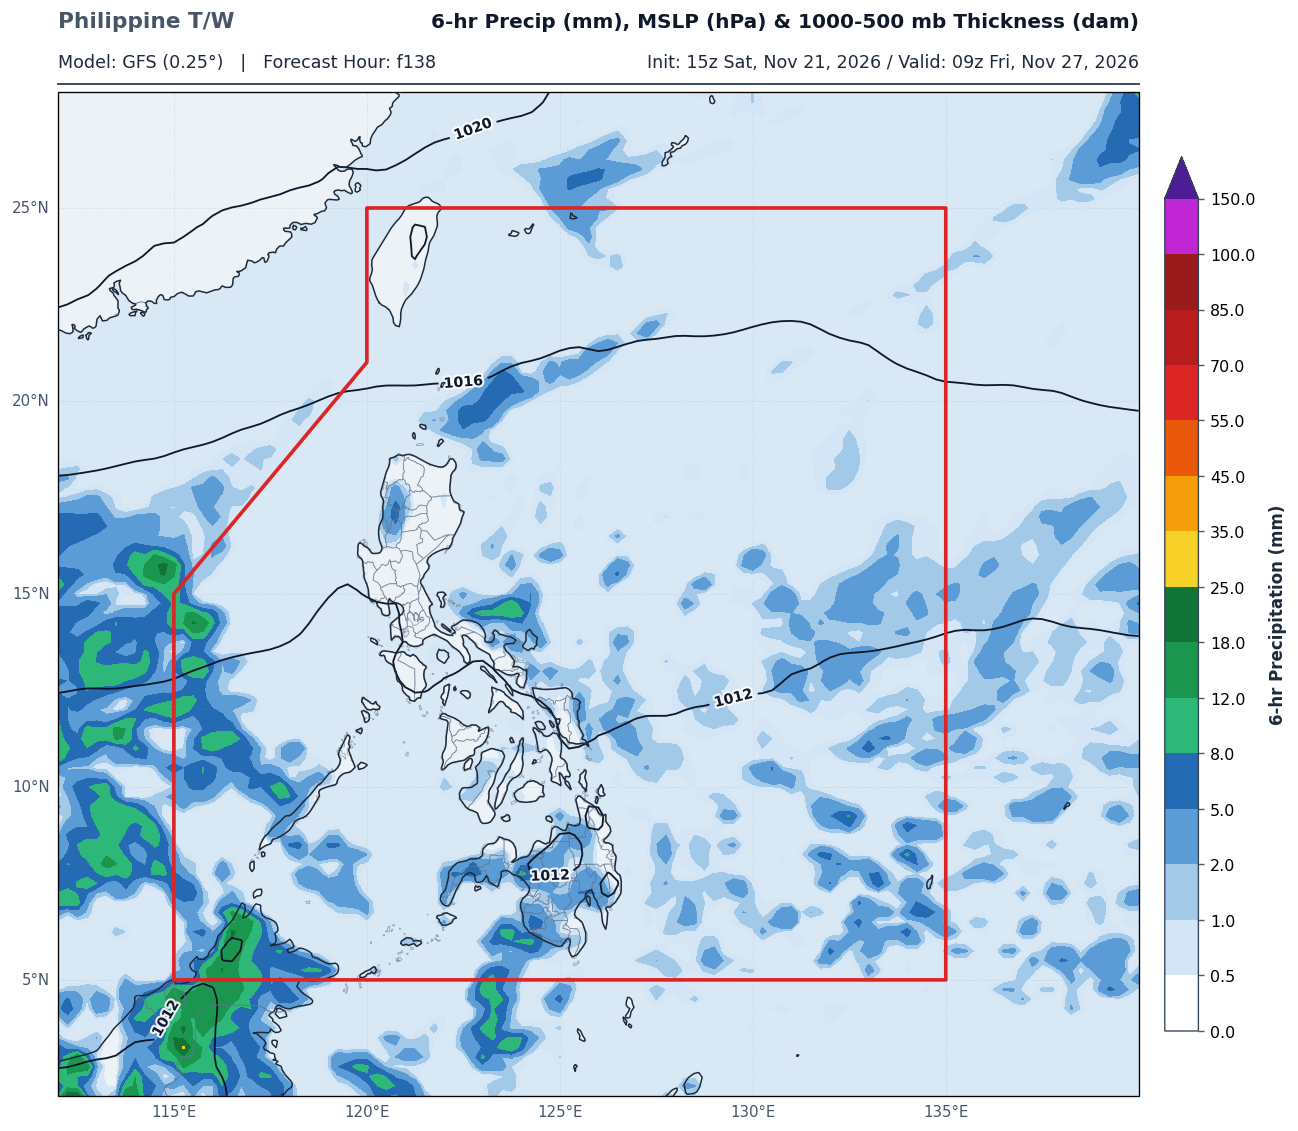 Philippine T/W
6-hr Precip (mm), MSLP (hPa) & 1000-500 mb Thickness (dam)
Model: GFS (0.25°) | Forecast Hour: f138
Init: 15z Sat, Nov 21, 2026 / Valid: 09z Fri, Nov 27, 2026
1020
1016
1012
1012
1012
25°N
20°N
15°N
10°N
5°N
115°E
120°E
125°E
130°E
135°E
150.0
100.0
85.0
70.0
55.0
45.0
35.0
25.0
18.0
12.0
8.0
5.0
2.0
1.0
0.5
0.0
6-hr Precipitation (mm)